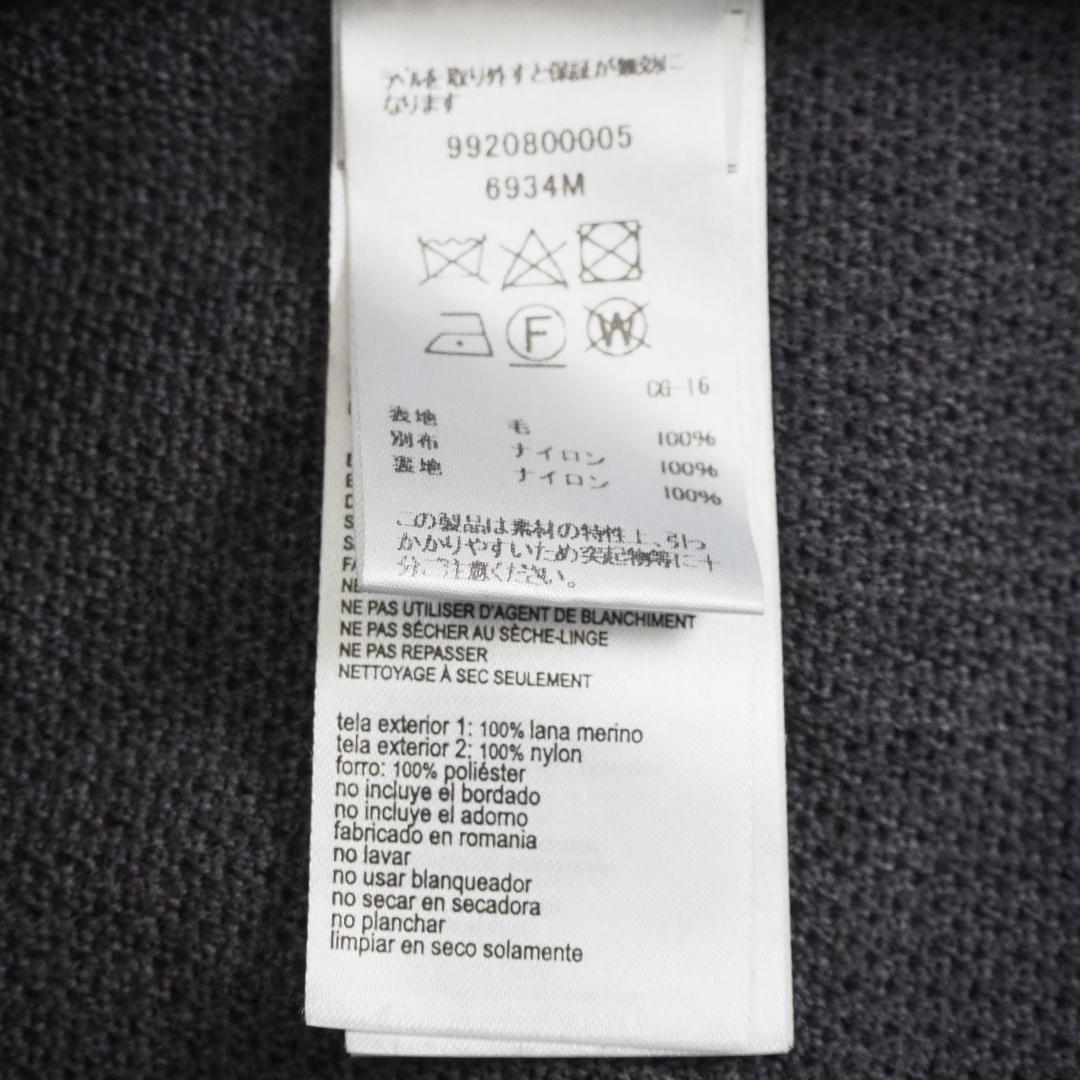 ベルを取り外すと保証が無効に
なります
9920800005
6934M
F W
CG-16
表地 毛 100%
別布 ナイロン 100%
裏地 ナイロン 100%
この製品は素材の特性上、引っ
かかりやすいため突起物等に十
分ご注意ください。
FA
NE
NE PAS UTILISER D'AGENT DE BLANCHIMENT
NE PAS SÉCHER AU SÈCHE-LINGE
NE PAS REPASSER
NETTOYAGE À SEC SEULEMENT
tela exterior 1: 100% lana merino
tela exterior 2: 100% nylon
forro: 100% poliéster
no incluye el bordado
no incluye el adorno
fabricado en romania
no lavar
no usar blanqueador
no secar en secadora
no planchar
limpiar en seco solamente